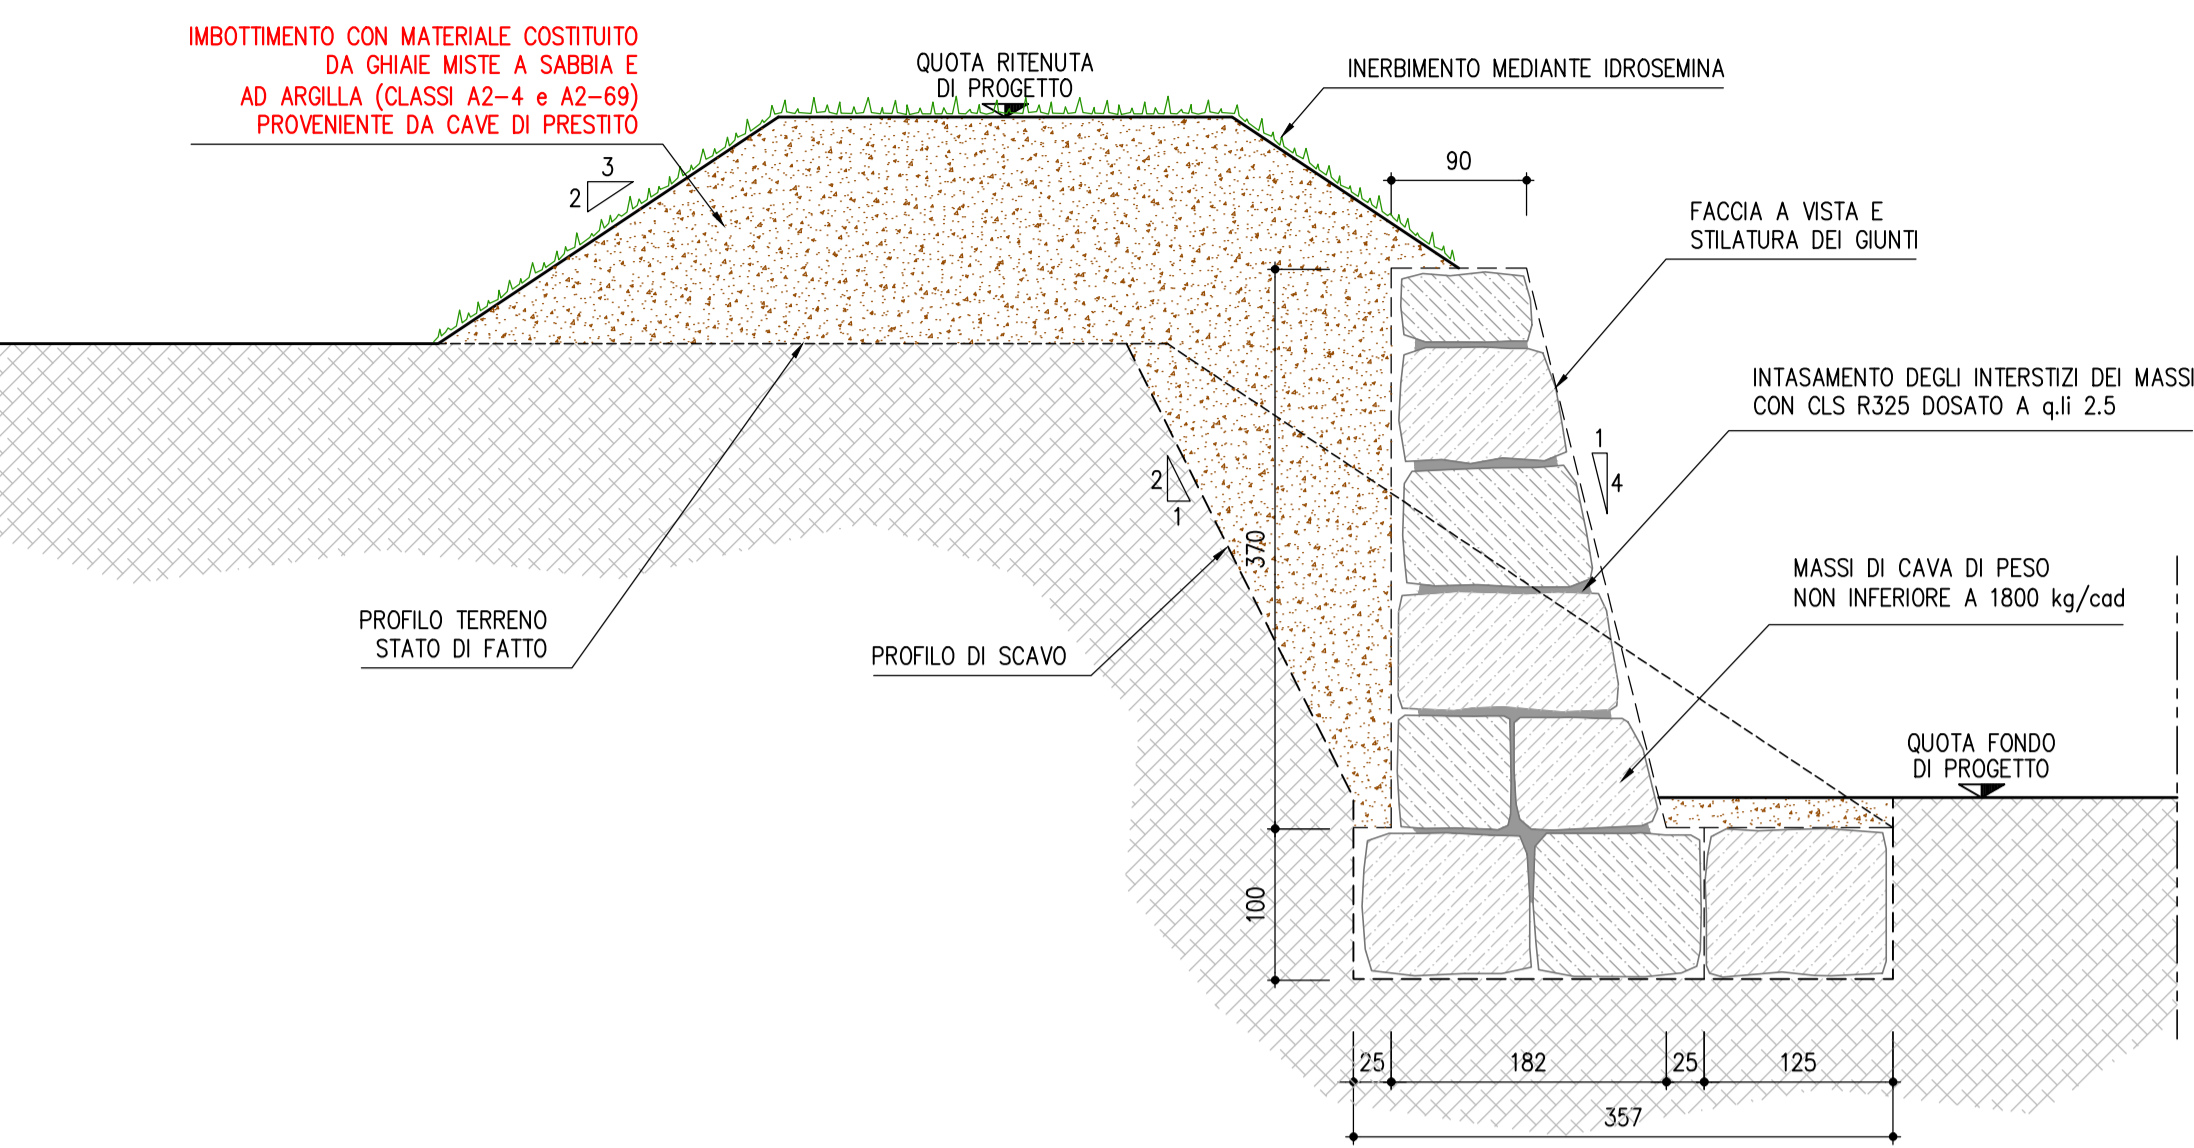 IMBOTTIMENTO CON MATERIALE COSTITUITO
DA GHIAIE MISTE A SABBIA E
AD ARGILLA (CLASSI A2-4 e A2-69)
PROVENIENTE DA CAVE DI PRESTITO
QUOTA RITENUTA
DI PROGETTO
INERBIMENTO MEDIANTE IDROSEMINA
3
2
90
FACCIA A VISTA E
STILATURA DEI GIUNTI
INTASAMENTO DEGLI INTERSTIZI DEI MASSI
CON CLS R325 DOSATO A q.li 2.5
1
4
2
1
370
MASSI DI CAVA DI PESO
NON INFERIORE A 1800 kg/cad
PROFILO TERRENO
STATO DI FATTO
PROFILO DI SCAVO
QUOTA FONDO
DI PROGETTO
100
25
182
25
125
357